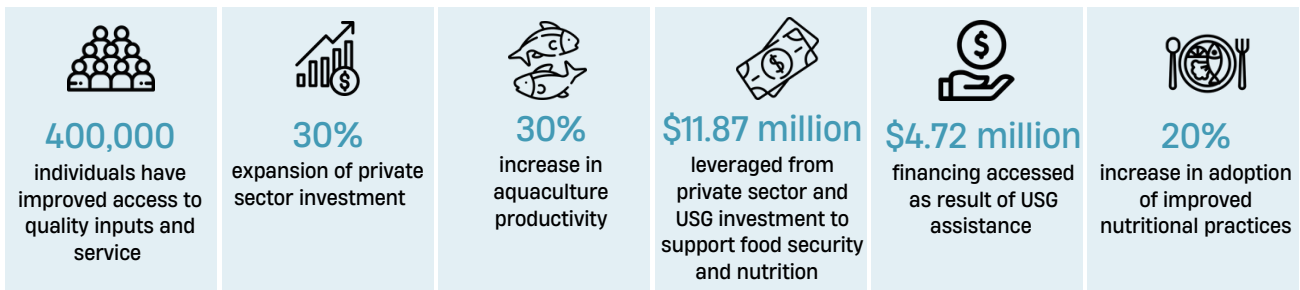 400,000
individuals have
improved access to
quality inputs and
service
30%
expansion of private
sector investment
30%
increase in
aquaculture
productivity
$11.87 million
leveraged from
private sector and
USG investment to
support food security
and nutrition
$4.72 million
financing accessed
as result of USG
assistance
20%
increase in adoption
of improved
nutritional practices